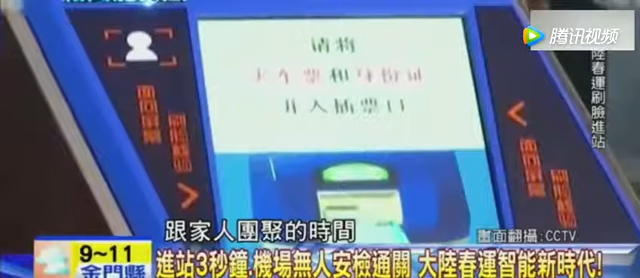 腾讯视频
请将
火车票和身份证
并入插票口
大陸春運刷臉進站
跟家人團聚的時間
畫面翻攝:CCTV
9~11
金門縣
進站3秒鐘.機場無人安檢通關 大陸春運智能新時代!